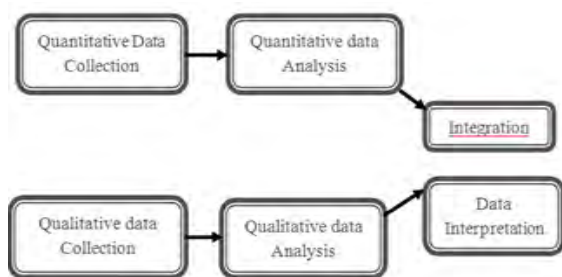 Quantitative Data
Collection
Quantitative data
Analysis
Integration
Qualitative data
Collection
Qualitative data
Analysis
Data
Interpretation